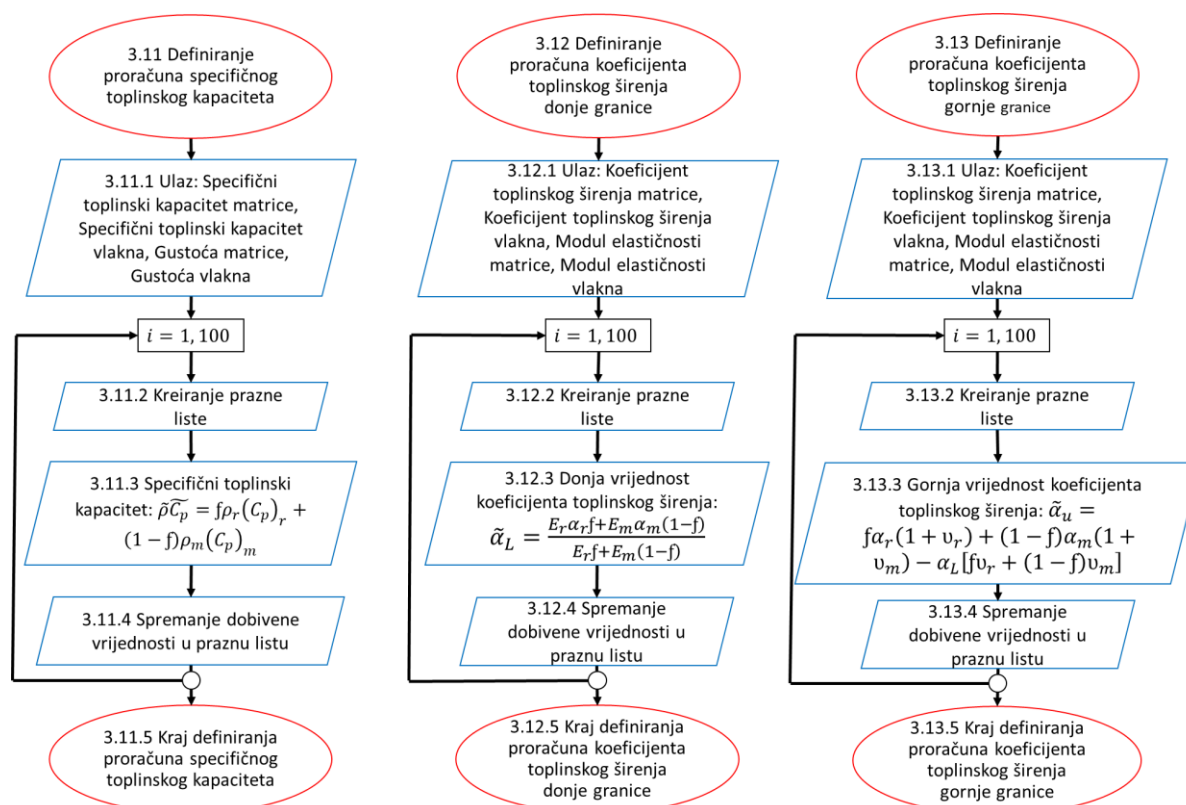 3.11 Definiranje
proračuna specifičnog
toplinskog kapaciteta
3.11.1 Ulaz: Specifični
toplinski kapacitet matrice,
Specifični toplinski kapacitet
vlakna, Gustoća matrice,
Gustoća vlakna
i = 1, 100
3.11.2 Kreiranje prazne
liste
3.11.3 Specifični toplinski
kapacitet: ρ̃C̃ₚ = fρᵣ(Cₚ)ᵣ +
(1 − f)ρₘ(Cₚ)ₘ
3.11.4 Spremanje dobivene
vrijednosti u praznu listu
3.11.5 Kraj definiranja
proračuna specifičnog
toplinskog kapaciteta
3.12 Definiranje
proračuna koeficijenta
toplinskog širenja
donje granice
3.12.1 Ulaz: Koeficijent
toplinskog širenja matrice,
Koeficijent toplinskog širenja
vlakna, Modul elastičnosti
matrice, Modul elastičnosti
vlakna
i = 1, 100
3.12.2 Kreiranje prazne
liste
3.12.3 Donja vrijednost
koeficijenta toplinskog širenja:
α̃_L = (Eᵣαᵣf+Eₘαₘ(1−f))/(Eᵣf+Eₘ(1−f))
3.12.4 Spremanje
dobivene vrijednosti u
praznu listu
3.12.5 Kraj definiranja
proračuna koeficijenta
toplinskog širenja
donje granice
3.13 Definiranje
proračuna koeficijenta
toplinskog širenja
gornje granice
3.13.1 Ulaz: Koeficijent
toplinskog širenja matrice,
Koeficijent toplinskog širenja
vlakna, Modul elastičnosti
matrice, Modul elastičnosti
vlakna
i = 1, 100
3.13.2 Kreiranje prazne
liste
3.13.3 Gornja vrijednost koeficijenta
toplinskog širenja: α̃ᵤ =
fαᵣ(1 + υᵣ) + (1 − f)αₘ(1 +
υₘ) − α_L[fυᵣ + (1 − f)υₘ]
3.13.4 Spremanje
dobivene vrijednosti u
praznu listu
3.13.5 Kraj definiranja
proračuna koeficijenta
toplinskog širenja
gornje granice